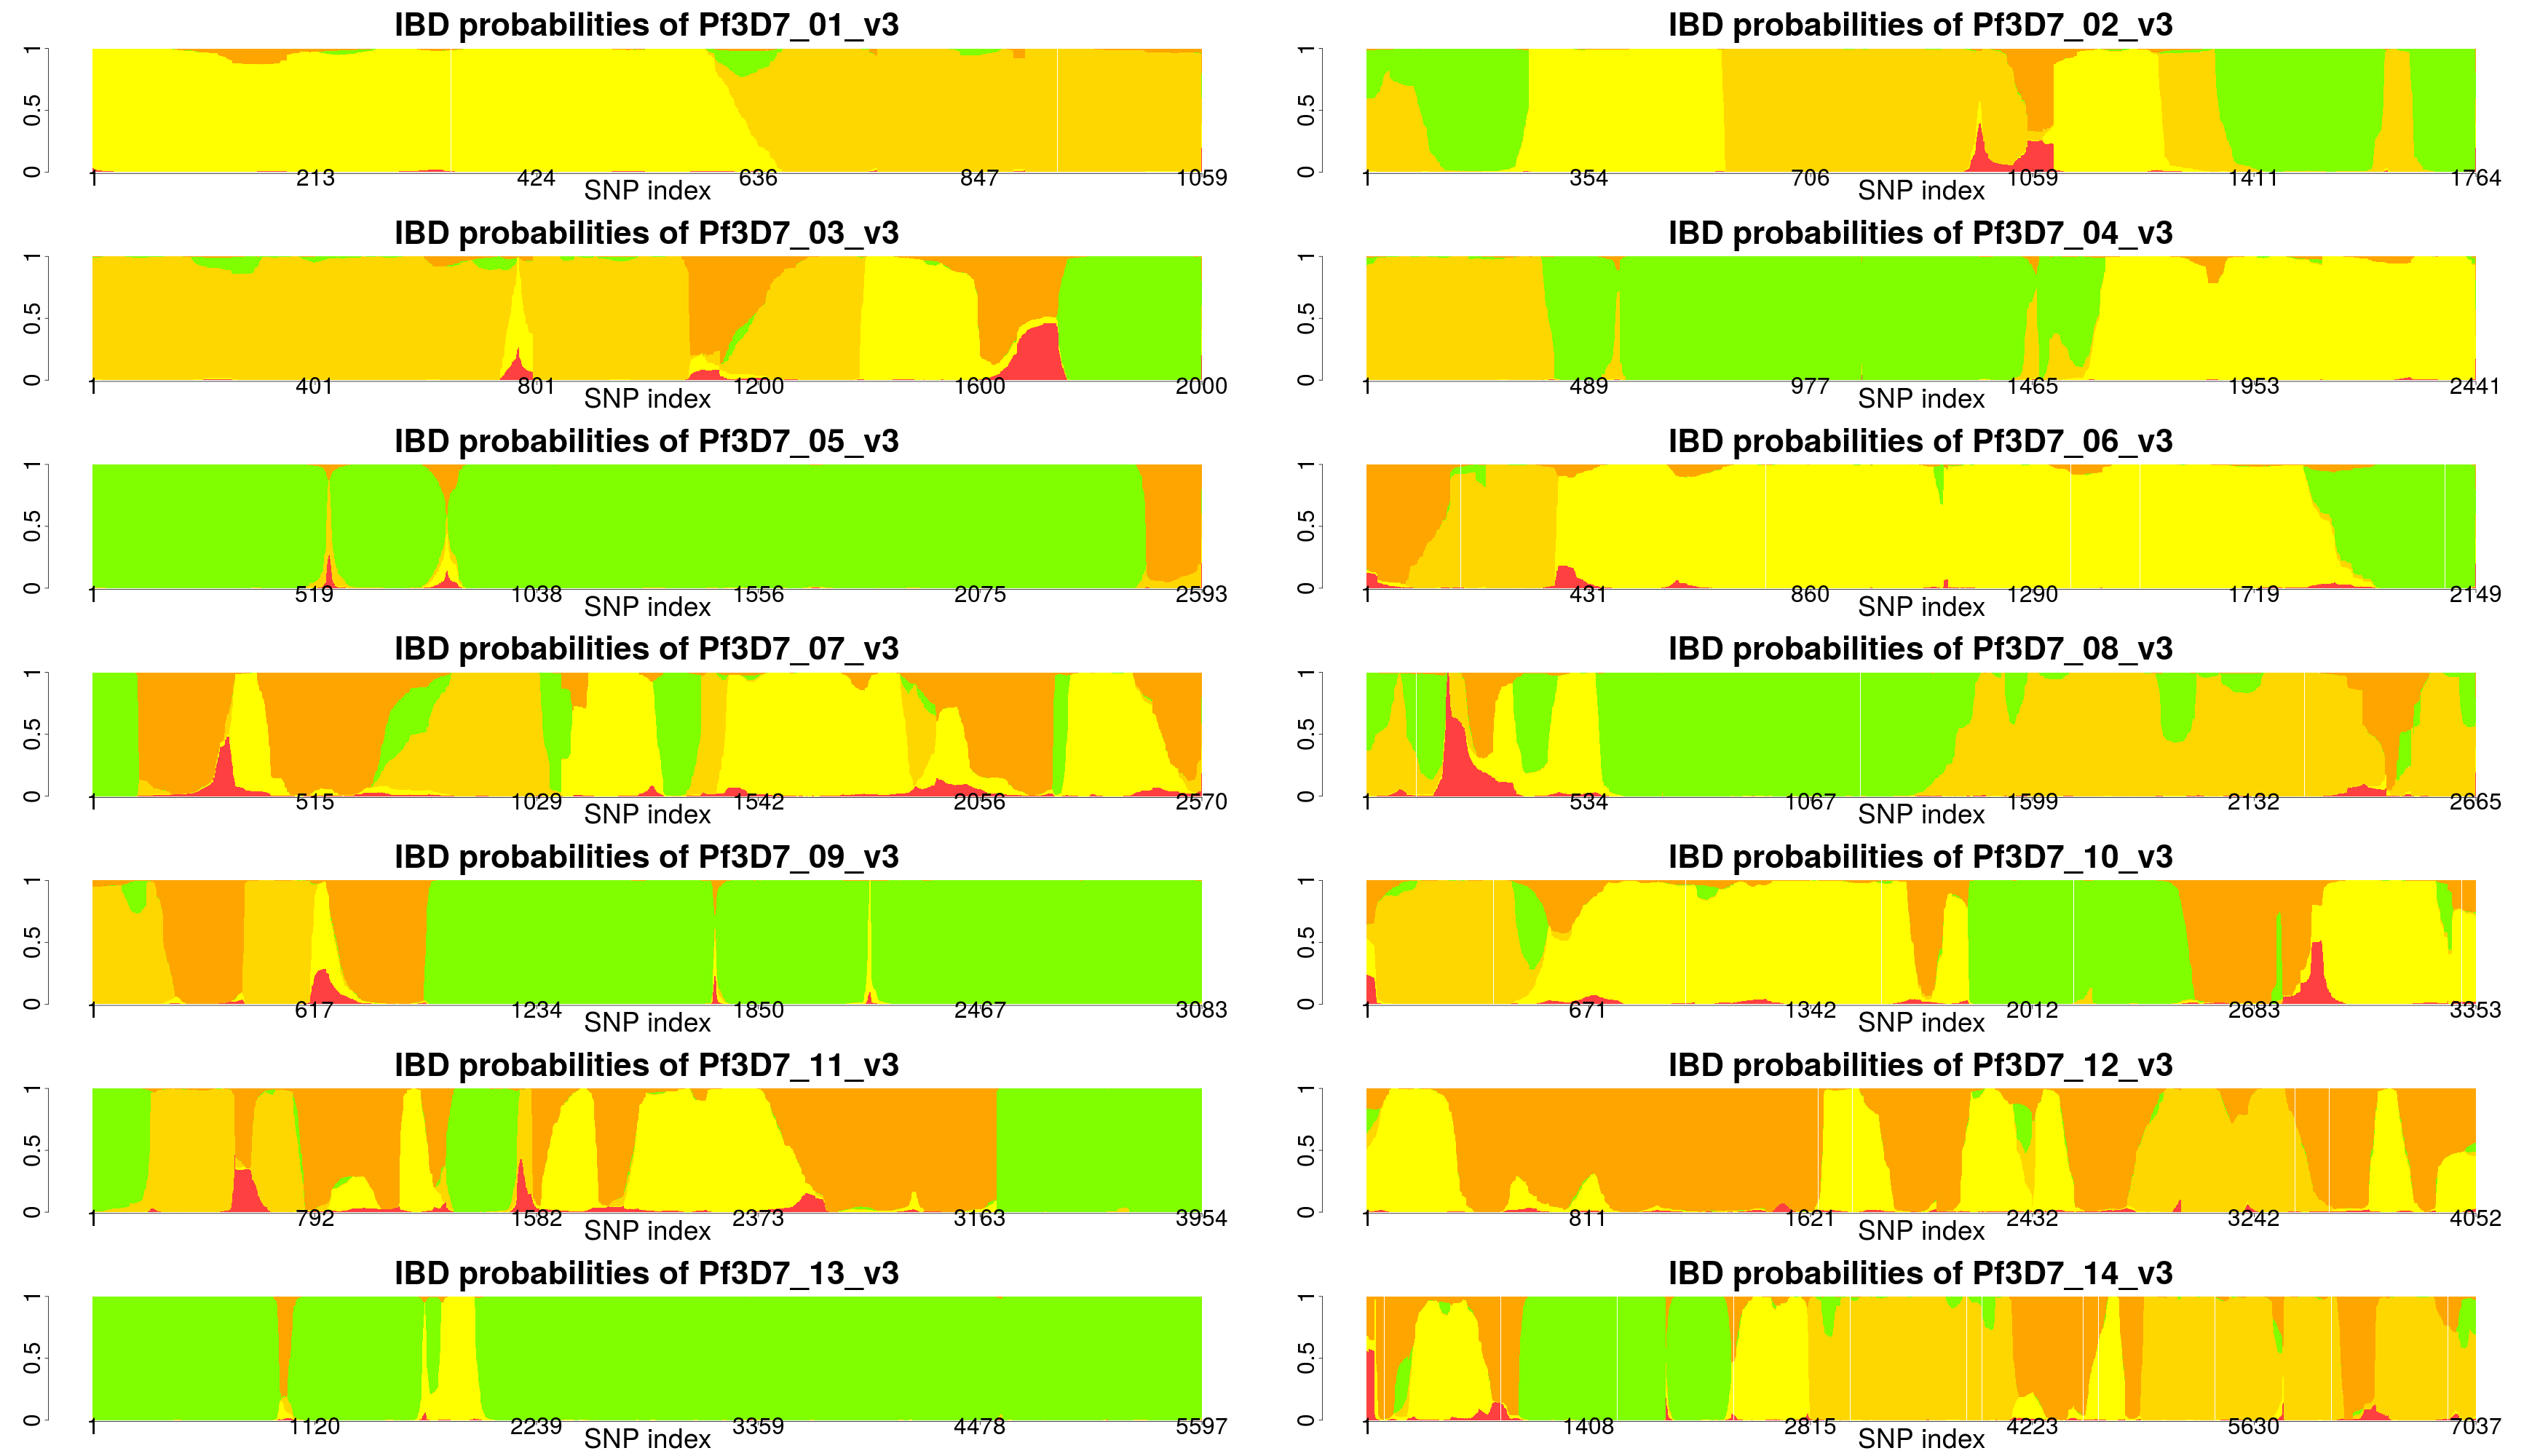 IBD probabilities of Pf3D7_01_v3
0 0.5 1
1 213 424 636 847 1059
SNP index
IBD probabilities of Pf3D7_02_v3
0 0.5 1
1 354 706 1059 1411 1764
SNP index
IBD probabilities of Pf3D7_03_v3
0 0.5 1
1 401 801 1200 1600 2000
SNP index
IBD probabilities of Pf3D7_04_v3
0 0.5 1
1 489 977 1465 1953 2441
SNP index
IBD probabilities of Pf3D7_05_v3
0 0.5 1
1 519 1038 1556 2075 2593
SNP index
IBD probabilities of Pf3D7_06_v3
0 0.5 1
1 431 860 1290 1719 2149
SNP index
IBD probabilities of Pf3D7_07_v3
0 0.5 1
1 515 1029 1542 2056 2570
SNP index
IBD probabilities of Pf3D7_08_v3
0 0.5 1
1 534 1067 1599 2132 2665
SNP index
IBD probabilities of Pf3D7_09_v3
0 0.5 1
1 617 1234 1850 2467 3083
SNP index
IBD probabilities of Pf3D7_10_v3
0 0.5 1
1 671 1342 2012 2683 3353
SNP index
IBD probabilities of Pf3D7_11_v3
0 0.5 1
1 792 1582 2373 3163 3954
SNP index
IBD probabilities of Pf3D7_12_v3
0 0.5 1
1 811 1621 2432 3242 4052
SNP index
IBD probabilities of Pf3D7_13_v3
0 0.5 1
1 1120 2239 3359 4478 5597
SNP index
IBD probabilities of Pf3D7_14_v3
0 0.5 1
1 1408 2815 4223 5630 7037
SNP index